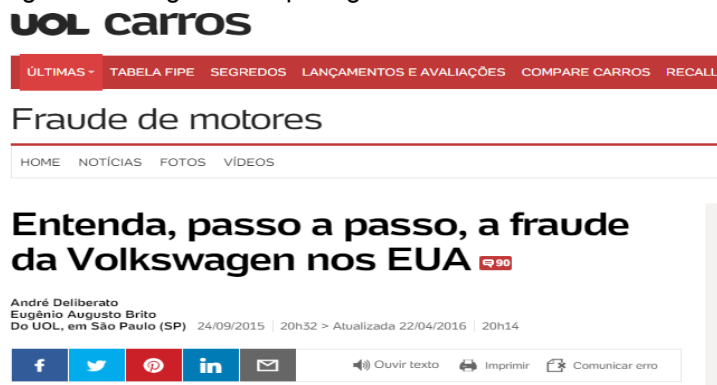 UOL carros
ÚLTIMAS TABELA FIPE SEGREDOS LANÇAMENTOS E AVALIAÇÕES COMPARE CARROS RECALL
Fraude de motores
HOME NOTÍCIAS FOTOS VÍDEOS
Entenda, passo a passo, a fraude
da Volkswagen nos EUA 90
André Deliberato
Eugênio Augusto Brito
Do UOL, em São Paulo (SP) 24/09/2015 | 20h32 > Atualizada 22/04/2016 | 20h14
f in Ouvir texto Imprimir Comunicar erro